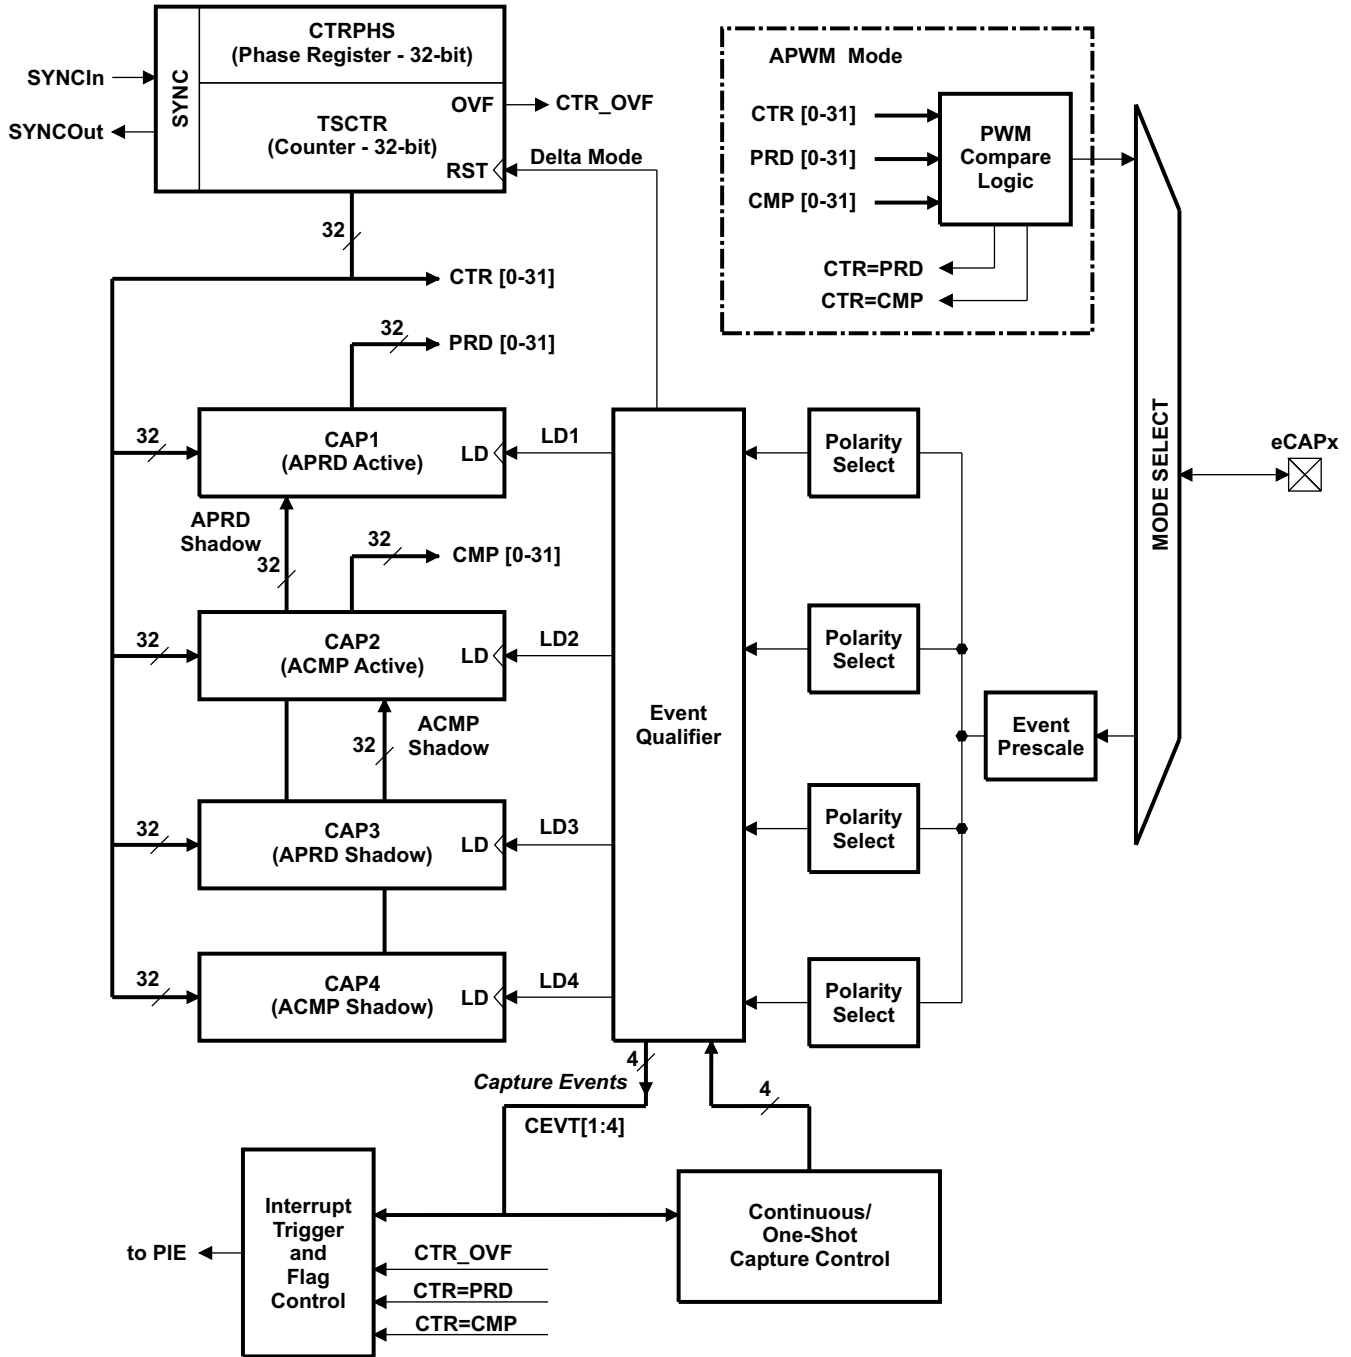 CTRPHS
(Phase Register - 32-bit)
SYNC
SYNCIn
SYNCOut
OVF
CTR_OVF
TSCTR
(Counter - 32-bit)
RST
Delta Mode
32
CTR [0-31]
32
PRD [0-31]
APWM Mode
CTR [0-31]
PRD [0-31]
CMP [0-31]
PWM
Compare
Logic
CTR=PRD
CTR=CMP
MODE SELECT
eCAPx
32
CAP1
(APRD Active)
LD
LD1
Polarity
Select
APRD
Shadow
32
32
CMP [0-31]
32
CAP2
(ACMP Active)
LD
LD2
Polarity
Select
ACMP
Shadow
32
Event
Qualifier
Event
Prescale
32
CAP3
(APRD Shadow)
LD
LD3
Polarity
Select
32
CAP4
(ACMP Shadow)
LD
LD4
Polarity
Select
4
Capture Events
CEVT[1:4]
4
Interrupt
Trigger
and
Flag
Control
to PIE
CTR_OVF
CTR=PRD
CTR=CMP
Continuous/
One-Shot
Capture Control